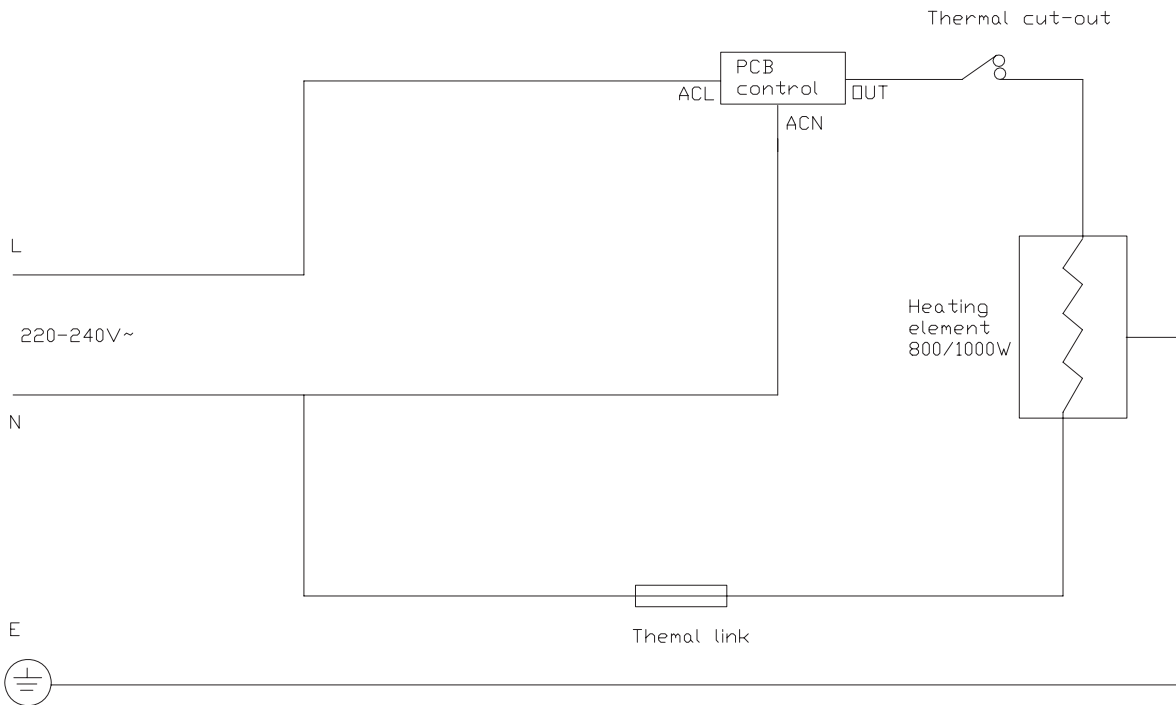 Thermal cut-out
PCB
control
ACL
OUT
ACN
L
220-240V~
Heating
element
800/1000W
N
E
Themal link